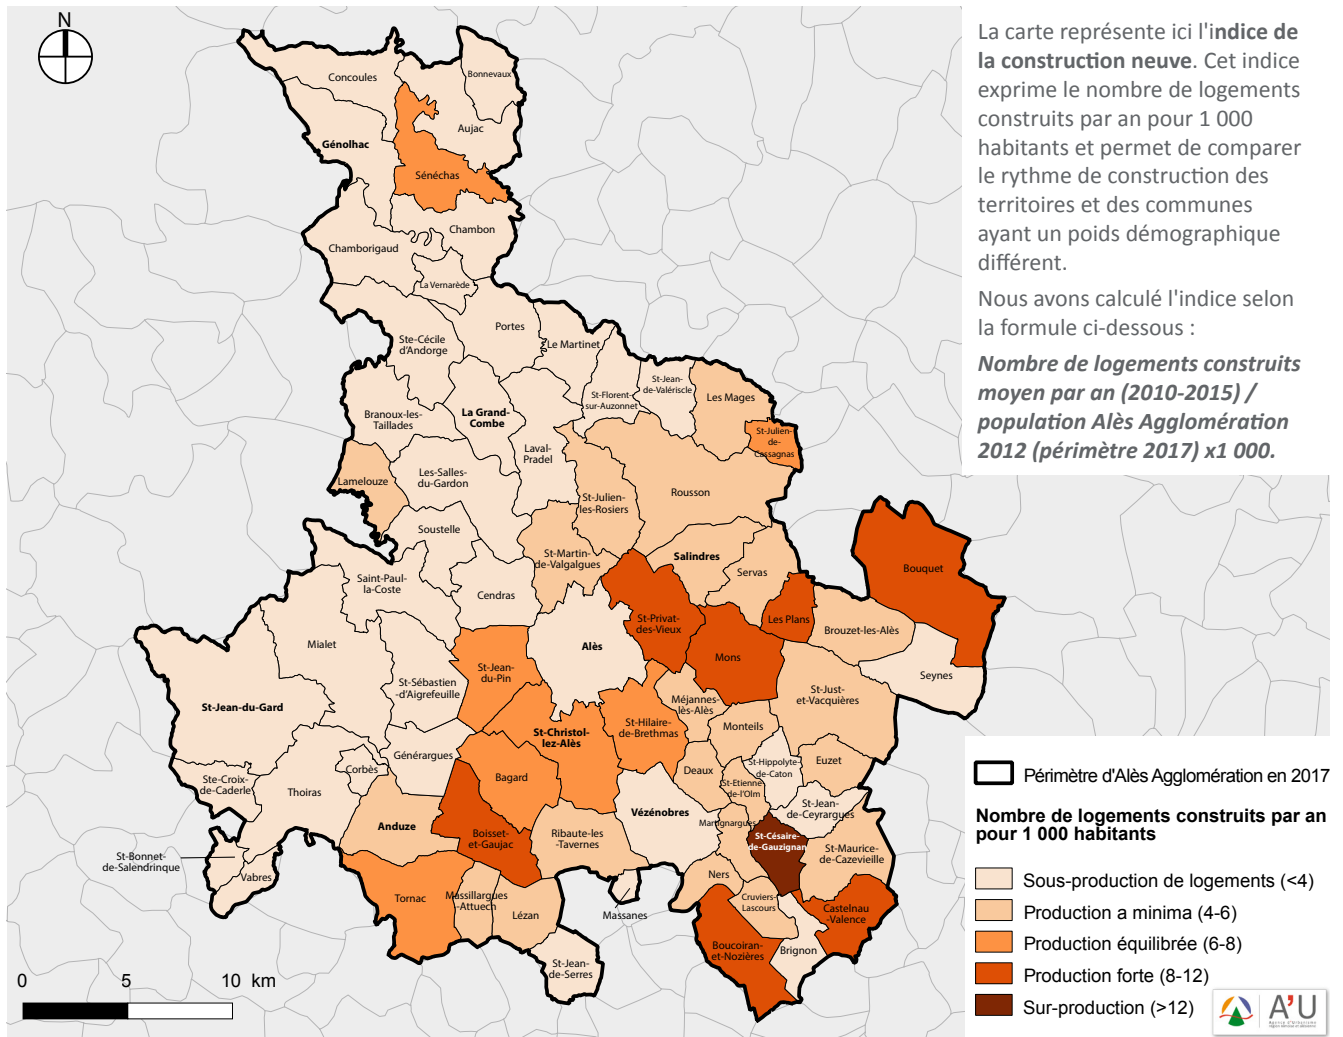 N
La carte représente ici l'indice de
la construction neuve. Cet indice
exprime le nombre de logements
construits par an pour 1 000
habitants et permet de comparer
le rythme de construction des
territoires et des communes
ayant un poids démographique
différent.
Nous avons calculé l'indice selon
la formule ci-dessous :
Nombre de logements construits
moyen par an (2010-2015) /
population Alès Agglomération
2012 (périmètre 2017) x1 000.
Concoules
Bonnevaux
Aujac
Génolhac
Sénéchas
Chambon
Chamborigaud
La Vernarède
Portes
Ste-Cécile
d'Andorge
Le Martinet
St-Jean-
de-Valériscle
St-Florent-
sur-Auzonnet
Les Mages
Branoux-les-
Taillades
La Grand-
Combe
St-Julien-
de-
Cassagnas
Laval-
Pradel
Lamelouze
Les-Salles-
du-Gardon
St-Julien-
les-Rosiers
Rousson
Soustelle
St-Martin-
de-Valgalgues
Salindres
Servas
Bouquet
Saint-Paul-
la-Coste
Cendras
St-Privat-
des-Vieux
Les Plans
Brouzet-les-Alès
Mialet
Alès
Mons
St-Jean-
du-Pin
Seynes
St-Sébastien
-d'Aigrefeuille
St-Jean-du-Gard
Méjannes-
lès-Alès
St-Just-
et-Vacquières
St-Christol-
lez-Alès
St-Hilaire-
de-Brethmas
Monteils
Générargues
Corbès
Bagard
Deaux
St-Hippolyte-
de-Caton
Euzet
Ste-Croix-
de-Caderle
Thoiras
St-Etienne-
de-l'Olm
Vézénobres
St-Jean-
de-Ceyrargues
Anduze
Boisset-
et-Gaujac
Ribaute-les
-Tavernes
Martignargues
St-Césaire-
de-Gauzignan
St-Maurice-
de-Cazevieille
St-Bonnet-
de-Salendrinque
Vabres
Ners
Tornac
Massillargues
-Attuech
Lézan
Massanes
Cruviers-
Lascours
Castelnau
-Valence
Boucoiran-
et-Nozières
Brignon
St-Jean-
de-Serres
0 5 10 km
Périmètre d'Alès Agglomération en 2017
Nombre de logements construits par an
pour 1 000 habitants
Sous-production de logements (<4)
Production a minima (4-6)
Production équilibrée (6-8)
Production forte (8-12)
Sur-production (>12)
A'U